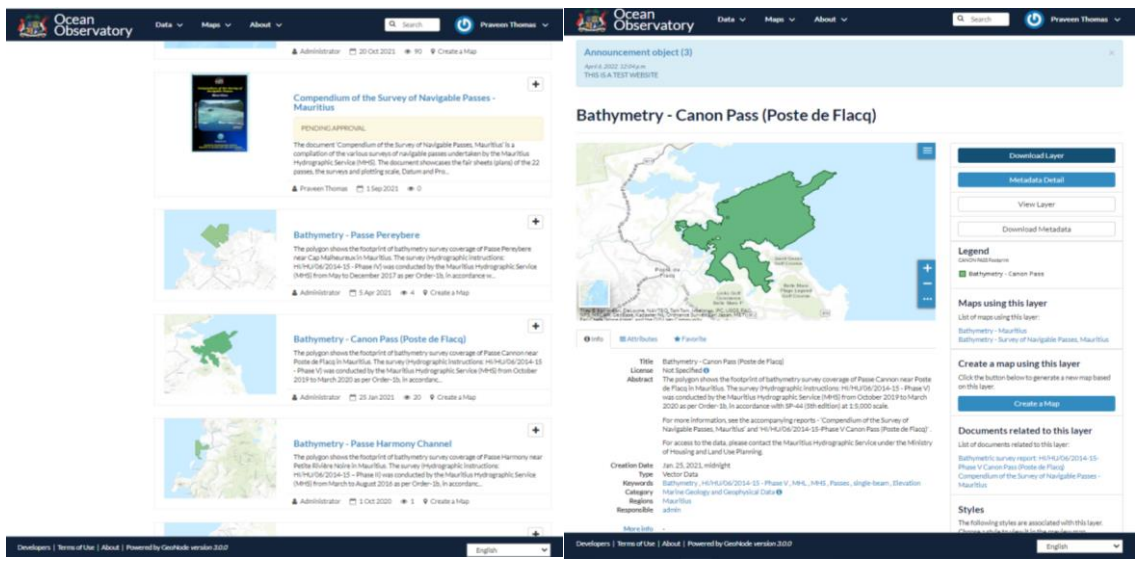 Ocean
Observatory
Data
Maps
About
Search
Praveen Thomas
Administrator 20 Oct 2021 90 Create a Map
Compendium of the Survey of Navigable Passes -
Mauritius
PENDING APPROVAL
The document 'Compendium of the Survey of Navigable Passes, Mauritius' is a
compilation of the various surveys of navigable passes undertaken by the Mauritius
Hydrographic Service (MHS). The document showcases the fair sheets (plans) of the 22
passes, the surveys and plotting scale, Datum and Pro...
Praveen Thomas 1 Sep 2021 0
Bathymetry - Passe Pereybere
The polygon shows the footprint of bathymetry survey coverage of Passe Pereybere
near Cap Malheureux in Mauritius. The survey (Hydrographic instructions:
HI/HU/06/2014-15 - Phase IV) was conducted by the Mauritius Hydrographic Service
(MHS) from May to December 2017 as per Order-1b, in accordance w...
Administrator 5 Apr 2021 4 Create a Map
Bathymetry - Canon Pass (Poste de Flacq)
The polygon shows the footprint of bathymetry survey coverage of Passe Cannon near
Poste de Flacq in Mauritius. The survey (Hydrographic instructions: HI/HU/06/2014-15
- Phase V) was conducted by the Mauritius Hydrographic Service (MHS) from October
2019 to March 2020 as per Order-1b, in accordanc...
Administrator 25 Jan 2021 20 Create a Map
Bathymetry - Passe Harmony Channel
The polygon shows the footprint of bathymetry survey coverage of Passe Harmony near
Petite Rivière Noire in Mauritius. The survey (Hydrographic instructions:
HI/HU/06/2014-15 - Phase II) was conducted by the Mauritius Hydrographic Service
(MHS) from March to August 2016 as per Order-1b, in accordanc...
Administrator 1 Oct 2020 1 Create a Map
Developers | Terms of Use | About | Powered by GeoNode version 3.0.0
English
Ocean
Observatory
Data
Maps
About
Search
Praveen Thomas
Announcement object (3)
April 6, 2022, 12:04 p.m.
THIS IS A TEST WEBSITE
Bathymetry - Canon Pass (Poste de Flacq)
Poste de
Flacq
Info
Attributes
Favorite
Title Bathymetry - Canon Pass (Poste de Flacq)
License Not Specified
Abstract The polygon shows the footprint of bathymetry survey coverage of Passe Cannon near Poste
de Flacq in Mauritius. The survey (Hydrographic instructions: HI/HU/06/2014-15 - Phase V)
was conducted by the Mauritius Hydrographic Service (MHS) from October 2019 to March
2020 as per Order-1b, in accordance with SP-44 (5th edition) at 1:5,000 scale.
For more information, see the accompanying reports - 'Compendium of the Survey of
Navigable Passes, Mauritius' and 'HI/HU/06/2014-15-Phase V Canon Pass (Poste de Flacq)'.
For access to the data, please contact the Mauritius Hydrographic Service under the Ministry
of Housing and Land Use Planning.
Creation Date Jan. 25, 2021, midnight
Type Vector Data
Keywords Bathymetry , HI/HU/06/2014-15 - Phase V , MHL , MHS , Passes , single-beam , Elevation
Category Marine Geology and Geophysical Data
Regions Mauritius
Responsible admin
More info -
Download Layer
Metadata Detail
View Layer
Download Metadata
Legend
CANON PASS Footprint
Bathymetry - Canon Pass
Maps using this layer
List of maps using this layer:
Bathymetry - Mauritius
Bathymetry - Survey of Navigable Passes, Mauritius
Create a map using this layer
Click the button below to generate a new map based
on this layer.
Create a Map
Documents related to this layer
List of documents related to this layer:
Bathymetric survey report: HI/HU/06/2014-15-
Phase V Canon Pass (Poste de Flacq)
Compendium of the Survey of Navigable Passes -
Mauritius
Styles
The following styles are associated with this layer.
Choose a style to view it in the preview map.
Developers | Terms of Use | About | Powered by GeoNode version 3.0.0
English